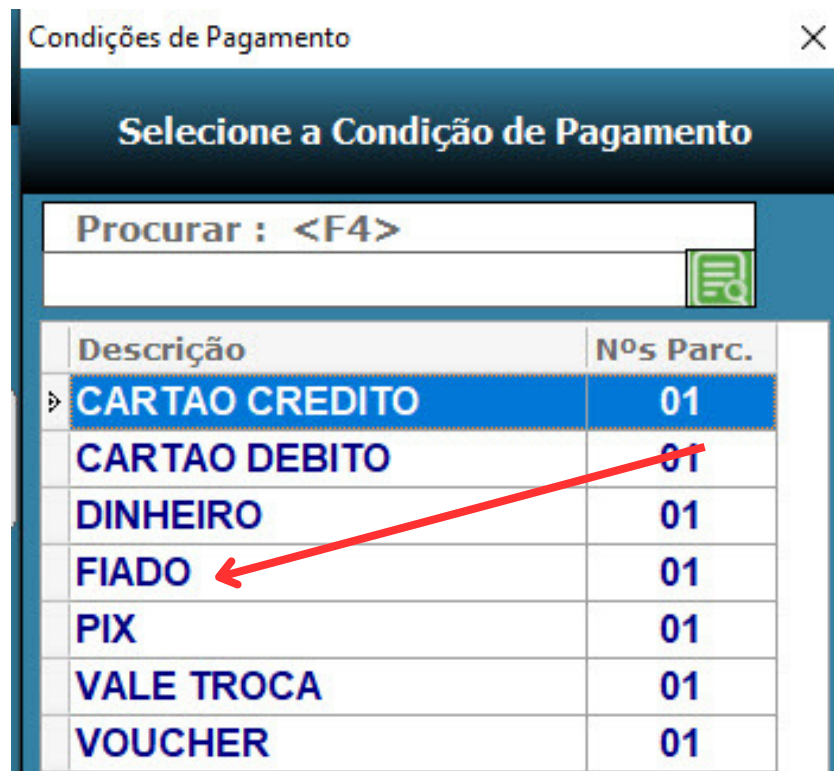 Condições de Pagamento
Selecione a Condição de Pagamento
Procurar : <F4>
Descrição Nºs Parc.
CARTAO CREDITO 01
CARTAO DEBITO 01
DINHEIRO 01
FIADO 01
PIX 01
VALE TROCA 01
VOUCHER 01